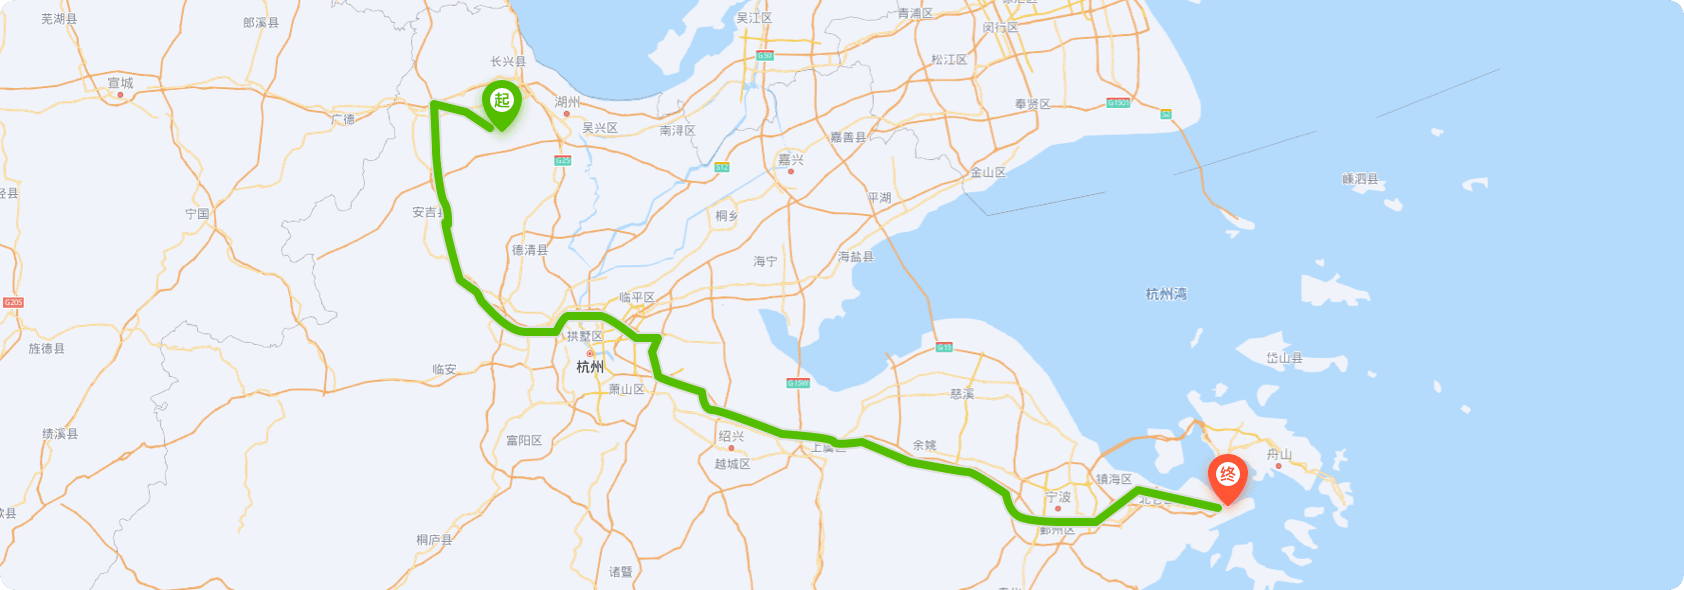 芜湖县
郎溪县
吴江区
青浦区
闵行区
长兴县
G50
松江区
宣城
起
湖州
奉贤区
G1501
S2
广德
吴兴区
南浔区
嘉善县
G25
S12
嘉兴
金山区
嵊泗县
泾县
宁国
安吉县
桐乡
平湖
德清县
海宁
海盐县
杭州湾
G205
临平区
拱墅区
旌德县
G15
岱山县
临安
杭州
萧山区
G15W
慈溪
绩溪县
富阳区
绍兴
上虞区
余姚
舟山
越城区
终
镇海区
宁波
北仑区
歙县
桐庐县
鄞州区
诸暨